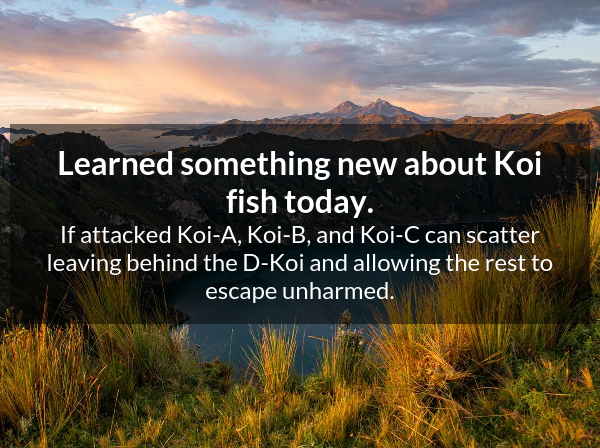 Learned something new about Koi
fish today.
If attacked Koi-A, Koi-B, and Koi-C can scatter
leaving behind the D-Koi and allowing the rest to
escape unharmed.